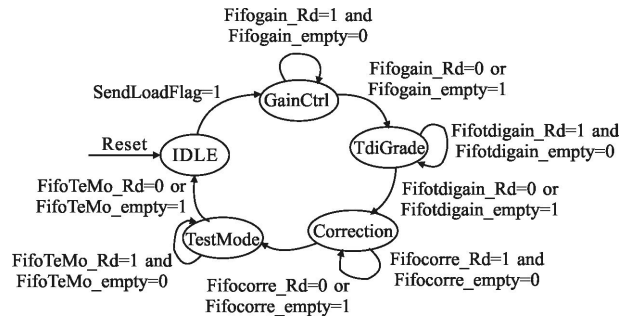 Fifogain_Rd=1 and
Fifogain_empty=0
SendLoadFlag=1
GainCtrl
Fifogain_Rd=0 or
Fifogain_empty=1
Reset
IDLE
TdiGrade
Fifotdigain_Rd=1 and
Fifotdigain_empty=0
FifoTeMo_Rd=0 or
FifoTeMo_empty=1
Fifotdigain_Rd=0 or
Fifotdigain_empty=1
TestMode
Correction
FifoTeMo_Rd=1 and
FifoTeMo_empty=0
Fifocorre_Rd=0 or
Fifocorre_empty=1
Fifocorre_Rd=1 and
Fifocorre_empty=0